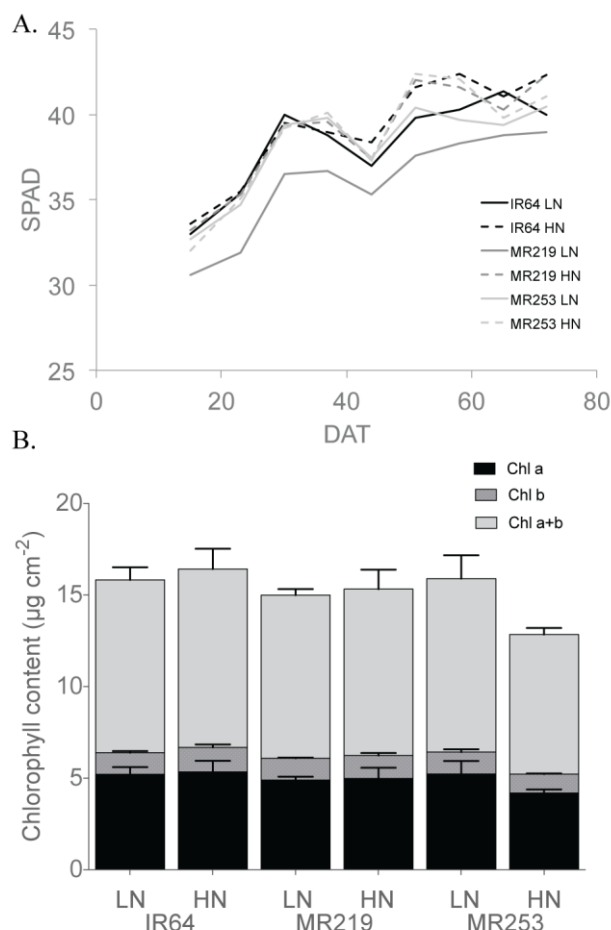 A.
45
40
35
30
25
SPAD
0 20 40 60 80
DAT
IR64 LN
IR64 HN
MR219 LN
MR219 HN
MR253 LN
MR253 HN
B.
Chl a
Chl b
Chl a+b
20
15
10
5
0
Chlorophyll content (µg cm⁻²)
LN HN LN HN LN HN
IR64 MR219 MR253